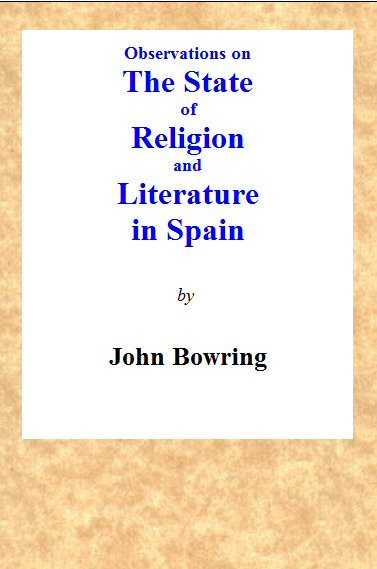 Observations on
The State
of
Religion
and
Literature
in Spain
by
John Bowring